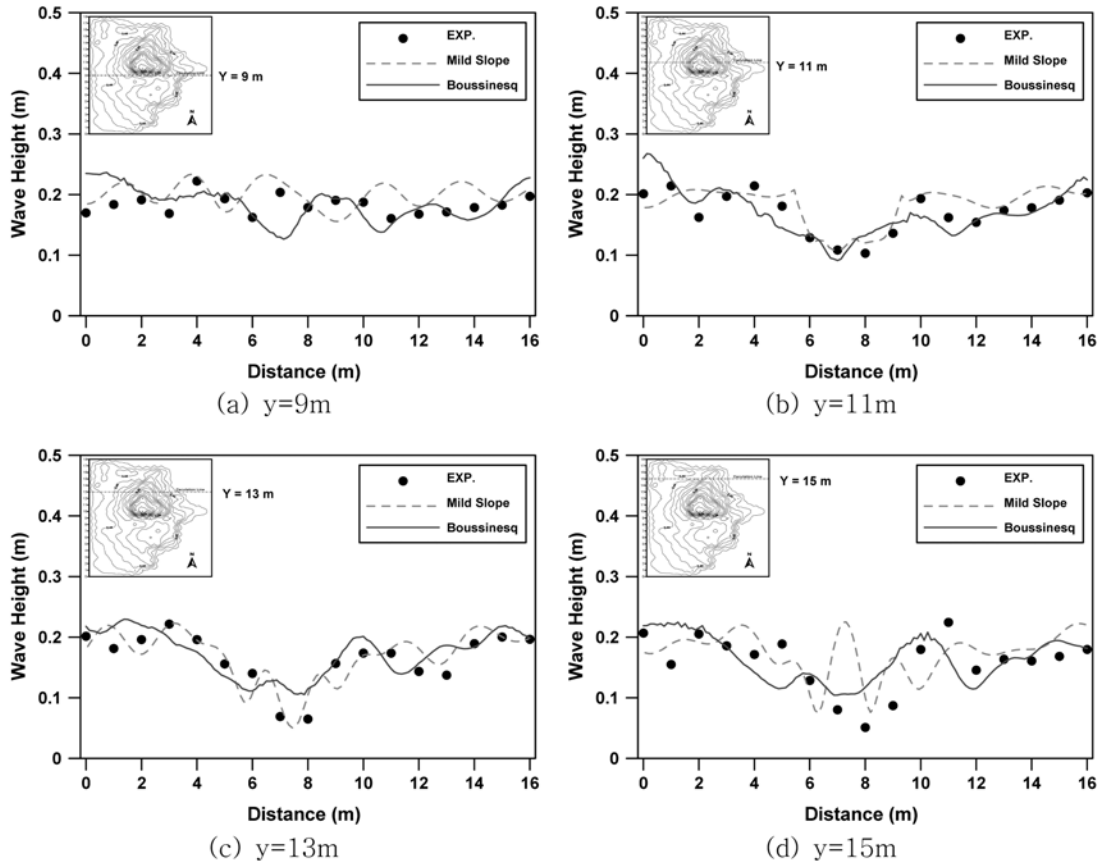 0.5
0.4
0.3
0.2
0.1
0
Wave Height (m)
N
Y = 9 m
EXP.
Mild Slope
Boussinesq
0 2 4 6 8 10 12 14 16
Distance (m)
(a) y=9m
0.5
0.4
0.3
0.2
0.1
0
Wave Height (m)
N
Y = 11 m
EXP.
Mild Slope
Boussinesq
0 2 4 6 8 10 12 14 16
Distance (m)
(b) y=11m
0.5
0.4
0.3
0.2
0.1
0
Wave Height (m)
N
Y = 13 m
EXP.
Mild Slope
Boussinesq
0 2 4 6 8 10 12 14 16
Distance (m)
(c) y=13m
0.5
0.4
0.3
0.2
0.1
0
Wave Height (m)
N
Y = 15 m
EXP.
Mild Slope
Boussinesq
0 2 4 6 8 10 12 14 16
Distance (m)
(d) y=15m